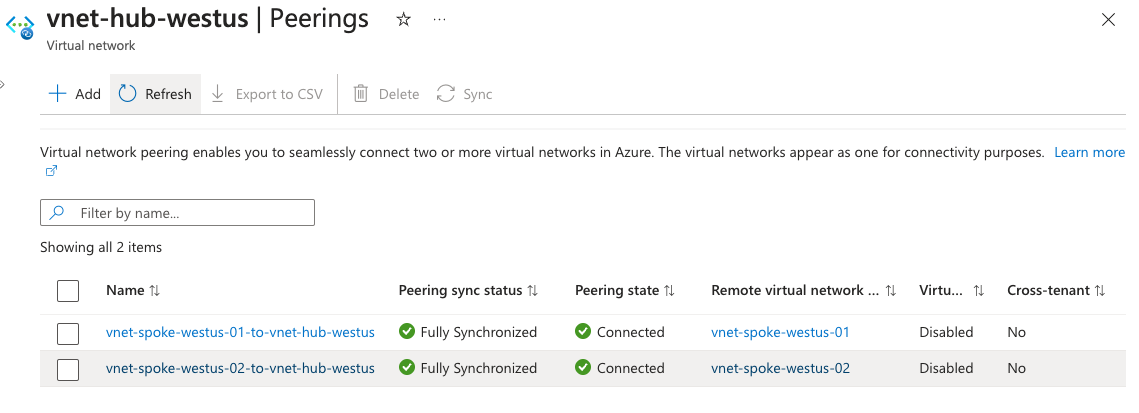 vnet-hub-westus | Peerings
Virtual network
Add Refresh Export to CSV Delete Sync
Virtual network peering enables you to seamlessly connect two or more virtual networks in Azure. The virtual networks appear as one for connectivity purposes. Learn more
Filter by name...
Showing all 2 items
Name Peering sync status Peering state Remote virtual network ... Virtu... Cross-tenant
vnet-spoke-westus-01-to-vnet-hub-westus Fully Synchronized Connected vnet-spoke-westus-01 Disabled No
vnet-spoke-westus-02-to-vnet-hub-westus Fully Synchronized Connected vnet-spoke-westus-02 Disabled No